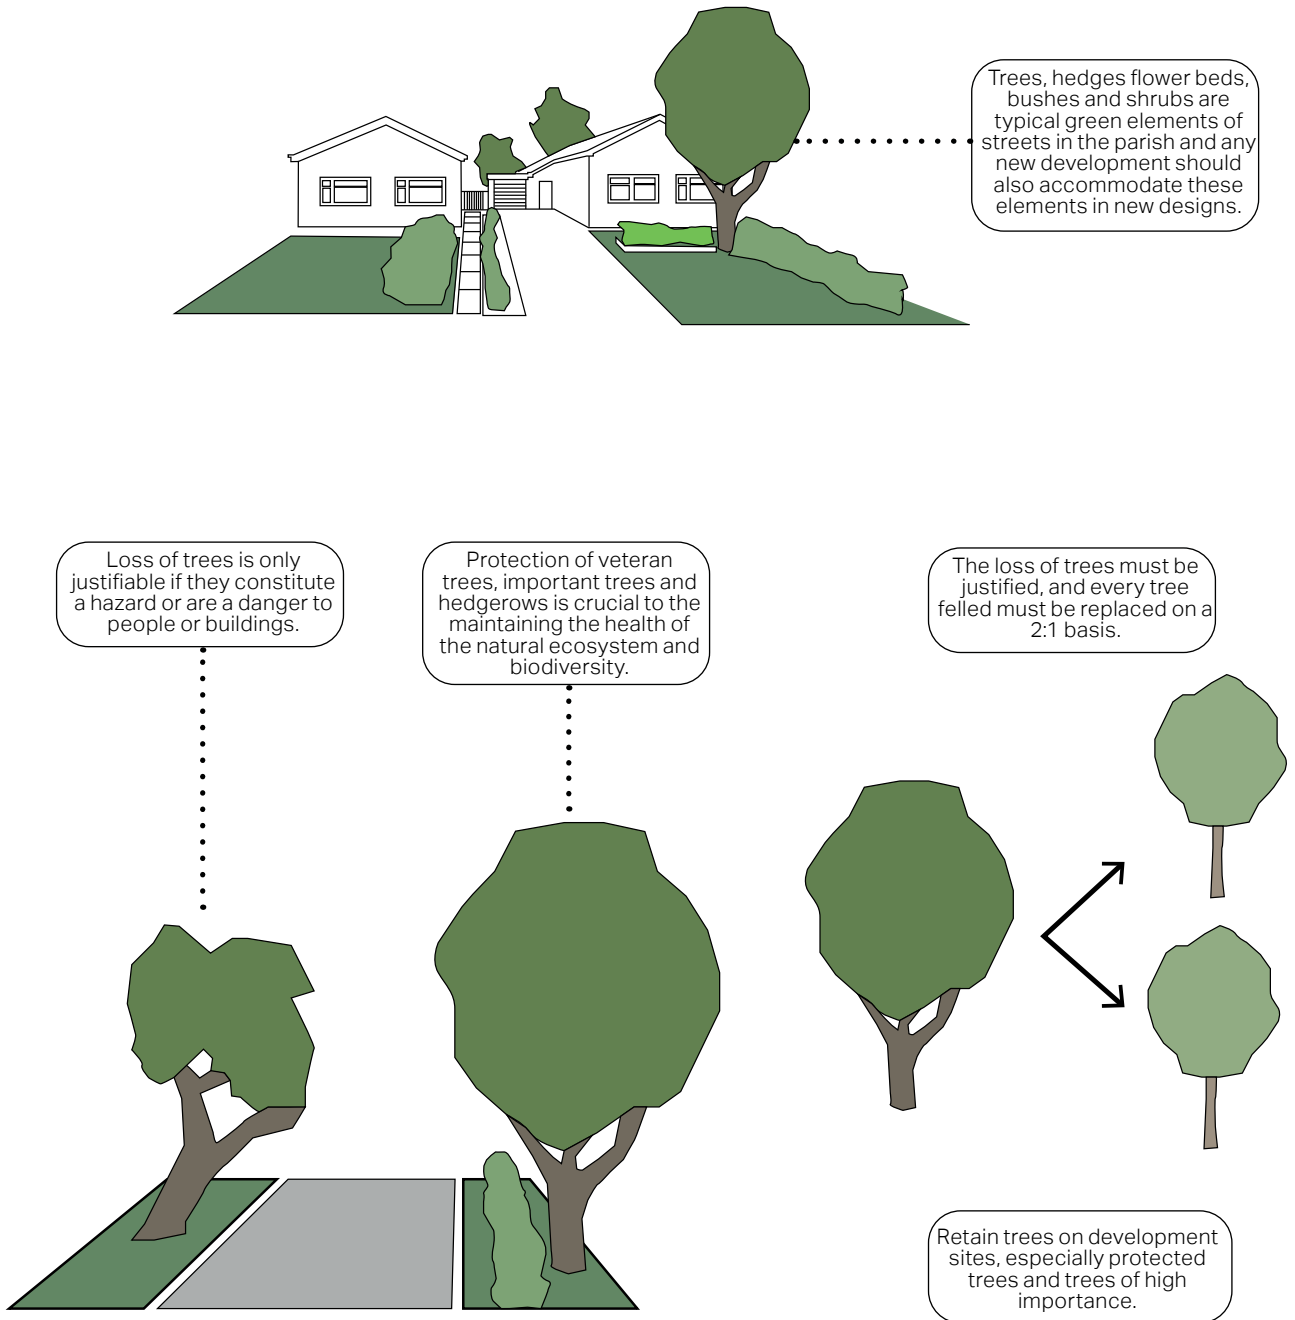 Trees, hedges flower beds,
bushes and shrubs are
typical green elements of
streets in the parish and any
new development should
also accommodate these
elements in new designs.
Loss of trees is only
justifiable if they constitute
a hazard or are a danger to
people or buildings.
Protection of veteran
trees, important trees and
hedgerows is crucial to the
maintaining the health of
the natural ecosystem and
biodiversity.
The loss of trees must be
justified, and every tree
felled must be replaced on a
2:1 basis.
Retain trees on development
sites, especially protected
trees and trees of high
importance.